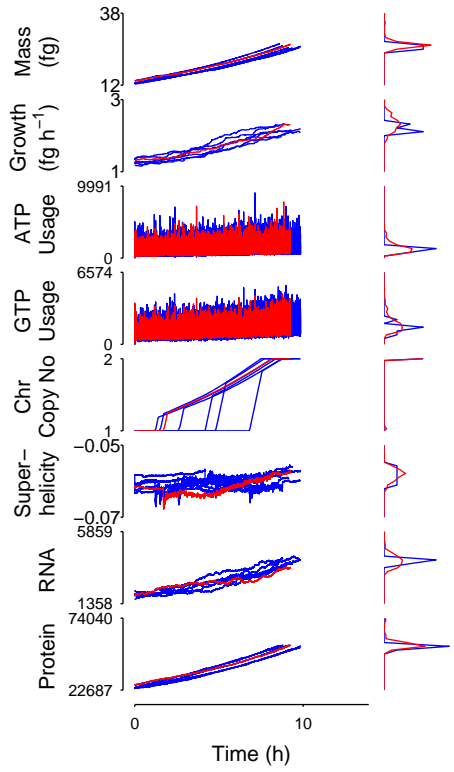 38
Mass
(fg)
12
3
Growth
(fg h−1)
1
9991
ATP
Usage
0
6574
GTP
Usage
0
2
Chr
Copy No
1
−0.05
Super−
helicity
−0.07
5859
RNA
1358
74040
Protein
22687
0 10
Time (h)